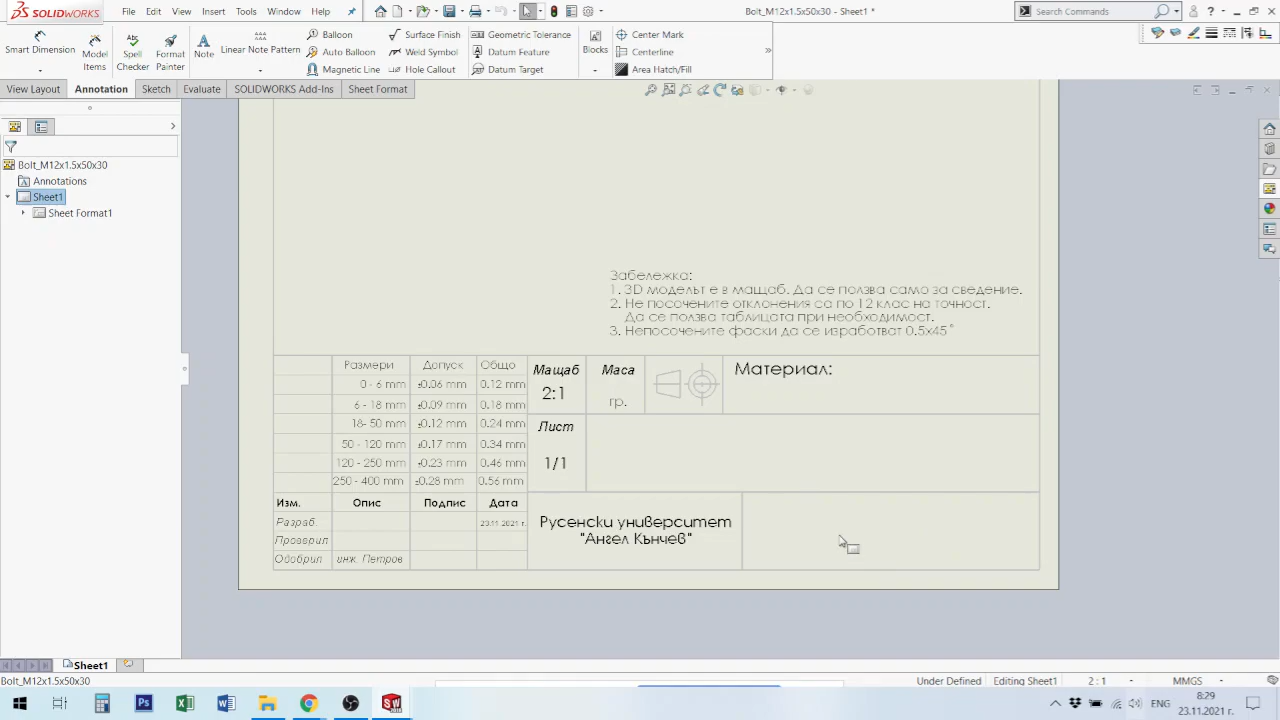 SOLIDWORKS
File Edit View Insert Tools Window Help
Bolt_M12x1.5x50x30 - Sheet1 *
Search Commands
Smart Dimension
Model Items
Spell Checker
Format Painter
Note
Linear Note Pattern
Balloon
Auto Balloon
Magnetic Line
Surface Finish
Weld Symbol
Hole Callout
Geometric Tolerance
Datum Feature
Datum Target
Blocks
Center Mark
Centerline
Area Hatch/Fill
View Layout Annotation Sketch Evaluate SOLIDWORKS Add-Ins Sheet Format
Bolt_M12x1.5x50x30
Annotations
Sheet1
Sheet Format1
Забележка:
1. 3D моделът е в мащаб. Да се ползва само за сведение.
2. Не посочените отклонения са по 12 клас на точност.
Да се ползва таблицата при необходимост.
3. Непосочените фаски да се изработват 0.5x45°
Размери Допуск Общо
0 - 6 mm ±0.06 mm 0.12 mm
6 - 18 mm ±0.09 mm 0.18 mm
18- 50 mm ±0.12 mm 0.24 mm
50 - 120 mm ±0.17 mm 0.34 mm
120 - 250 mm ±0.23 mm 0.46 mm
250 - 400 mm ±0.28 mm 0.56 mm
Мащаб
2:1
Маса
гр.
Материал:
Лист
1/1
Изм. Опис Подпис Дата
Разраб. 23.11.2021 г.
Проверил
Одобрил инж. Петров
Русенски университет
"Ангел Кънчев"
Sheet1
Bolt_M12x1.5x50x30
Under Defined Editing Sheet1 2 : 1 MMGS
ENG
8:29
23.11.2021 г.